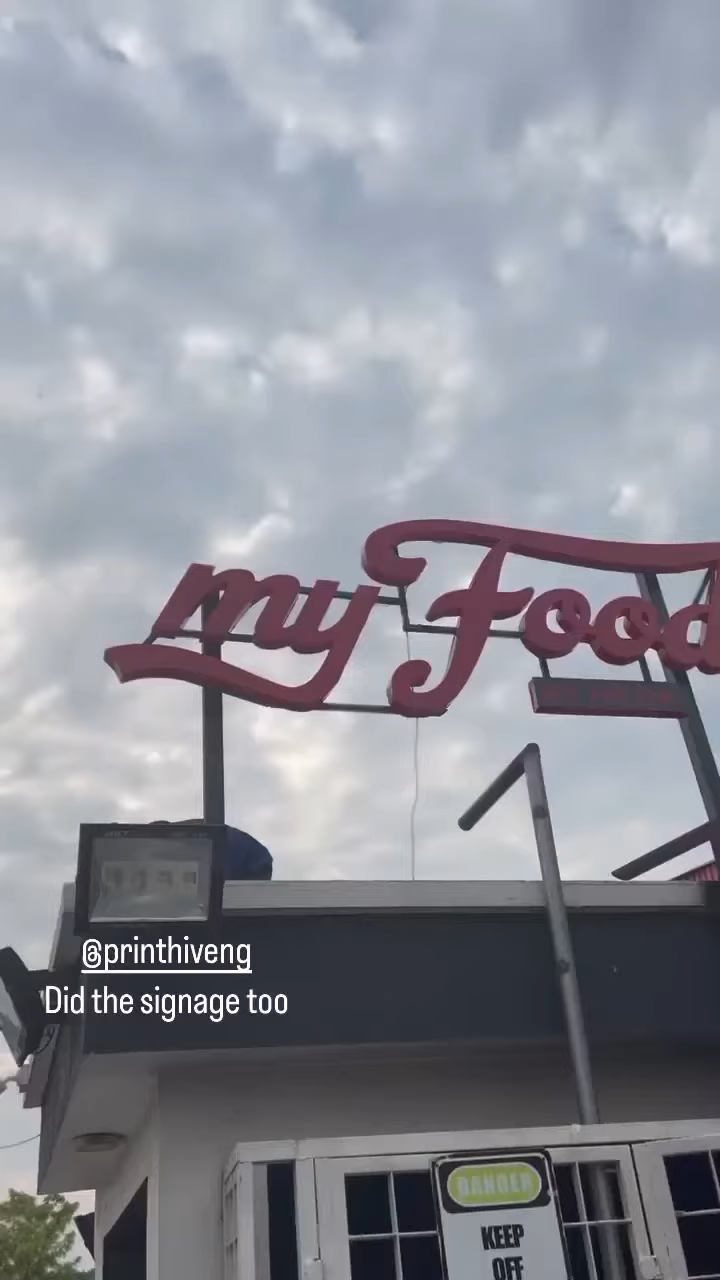 my Food
@printhiveng
Did the signage too
DANGER
KEEP
OFF